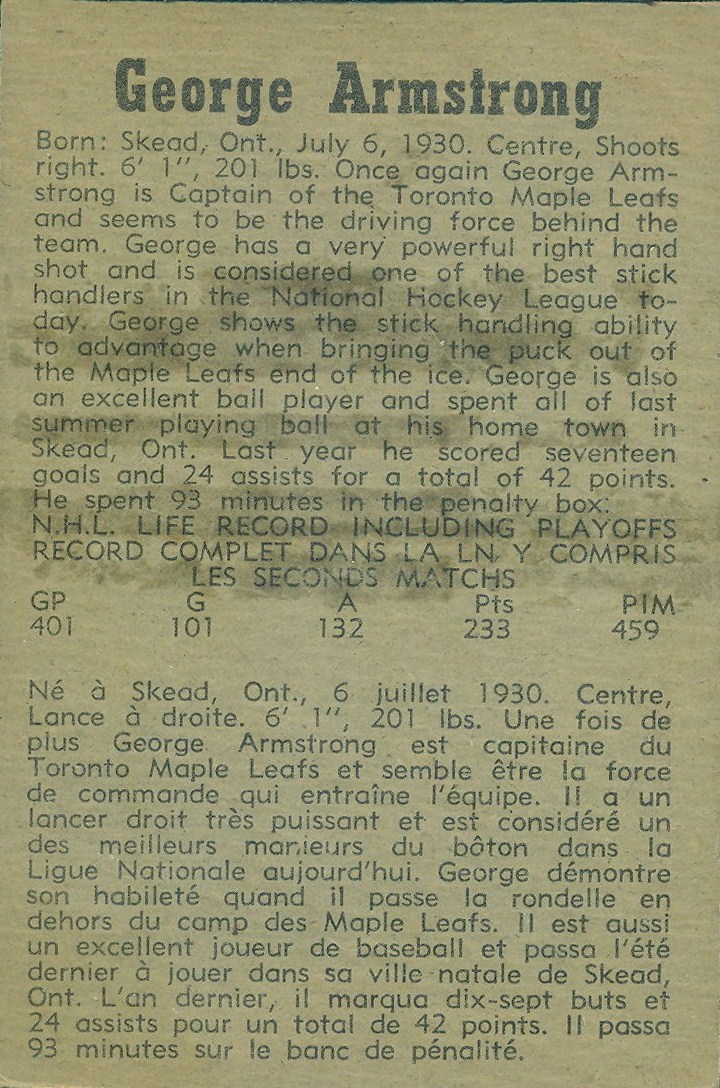 George Armstrong
Born: Skead, Ont., July 6, 1930. Centre, Shoots
right. 6' 1", 201 lbs. Once again George Arm-
strong is Captain of the Toronto Maple Leafs
and seems to be the driving force behind the
team. George has a very powerful right hand
shot and is considered one of the best stick
handlers in the National Hockey League to-
day. George shows the stick handling ability
to advantage when bringing the puck out of
the Maple Leafs end of the ice. George is also
an excellent ball player and spent all of last
summer playing ball at his home town in
Skead, Ont. Last year he scored seventeen
goals and 24 assists for a total of 42 points.
He spent 93 minutes in the penalty box.
N.H.L. LIFE RECORD INCLUDING PLAYOFFS
RECORD COMPLET DANS LA LN Y COMPRIS
LES SECONDS MATCHS
GP G A Pts PIM
401 101 132 233 459
Né à Skead, Ont., 6 juillet 1930. Centre,
Lance à droite. 6' 1", 201 lbs. Une fois de
plus George Armstrong est capitaine du
Toronto Maple Leafs et semble être la force
de commande qui entraîne l'équipe. Il a un
lancer droit très puissant et est considéré un
des meilleurs manieurs du bôton dans la
Ligue Nationale aujourd'hui. George démontre
son habileté quand il passe la rondelle en
dehors du camp des Maple Leafs. Il est aussi
un excellent joueur de baseball et passa l'été
dernier à jouer dans sa ville natale de Skead,
Ont. L'an dernier, il marqua dix-sept buts et
24 assists pour un total de 42 points. Il passa
93 minutes sur le banc de pénalité.